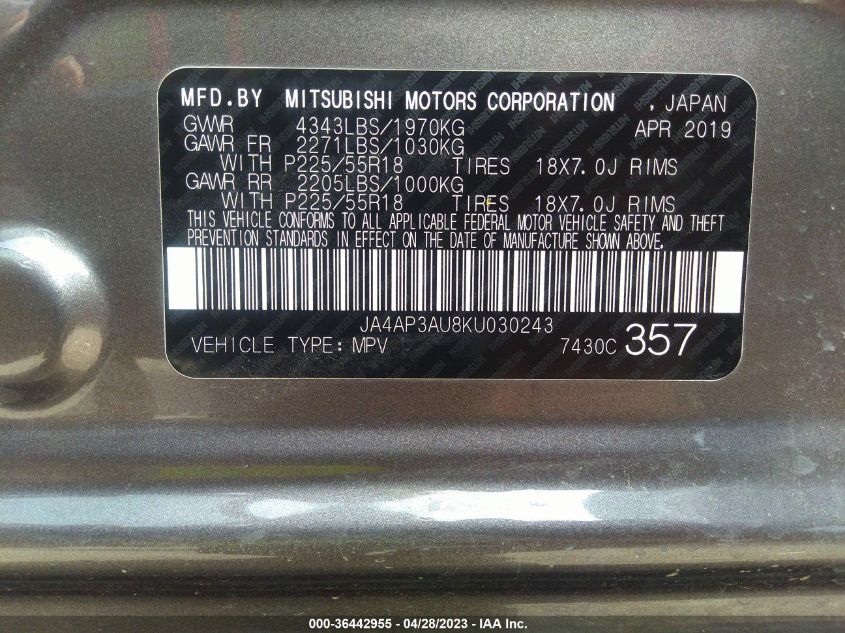 MFD.BY MITSUBISHI MOTORS CORPORATION , JAPAN
GVWR 4343LBS/1970KG APR 2019
GAWR FR 2271LBS/1030KG
WITH P225/55R18 TIRES 18X7.0J RIMS
GAWR RR 2205LBS/1000KG
WITH P225/55R18 TIRES 18X7.0J RIMS
THIS VEHICLE CONFORMS TO ALL APPLICABLE FEDERAL MOTOR VEHICLE SAFETY AND THEFT
PREVENTION STANDARDS IN EFFECT ON THE DATE OF MANUFACTURE SHOWN ABOVE.
JA4AP3AU8KU030243
VEHICLE TYPE: MPV 7430C 357
000-36442955 - 04/28/2023 - IAA Inc.